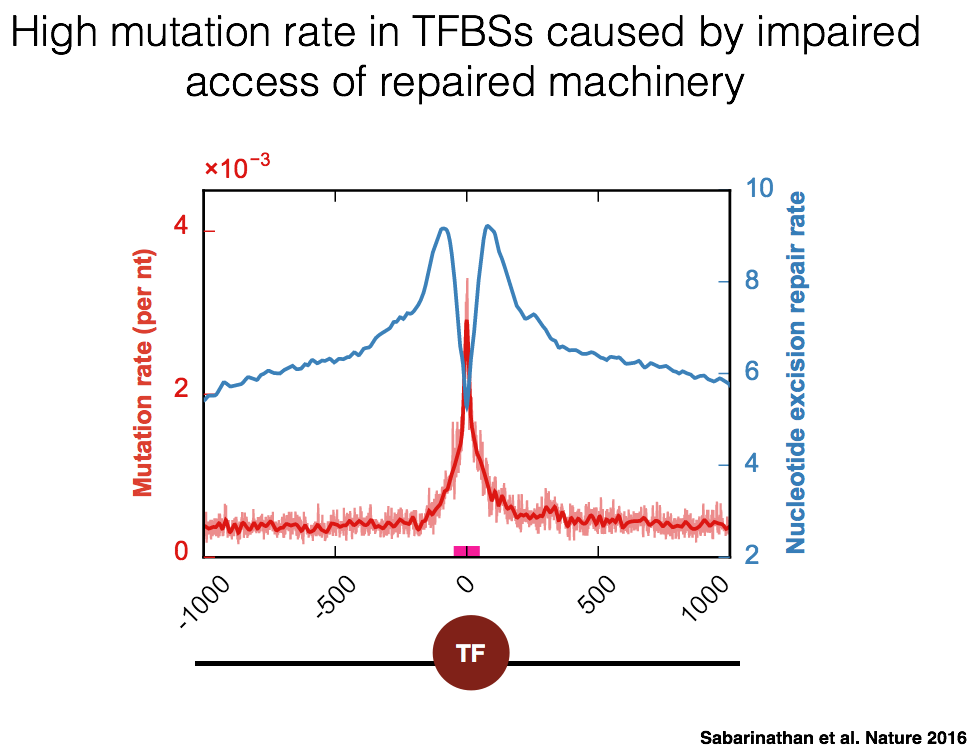 High mutation rate in TFBSs caused by impaired
access of repaired machinery
×10−3
4
2
0
Mutation rate (per nt)
10
8
6
4
2
Nucleotide excision repair rate
-1000
-500
0
500
1000
TF
Sabarinathan et al. Nature 2016